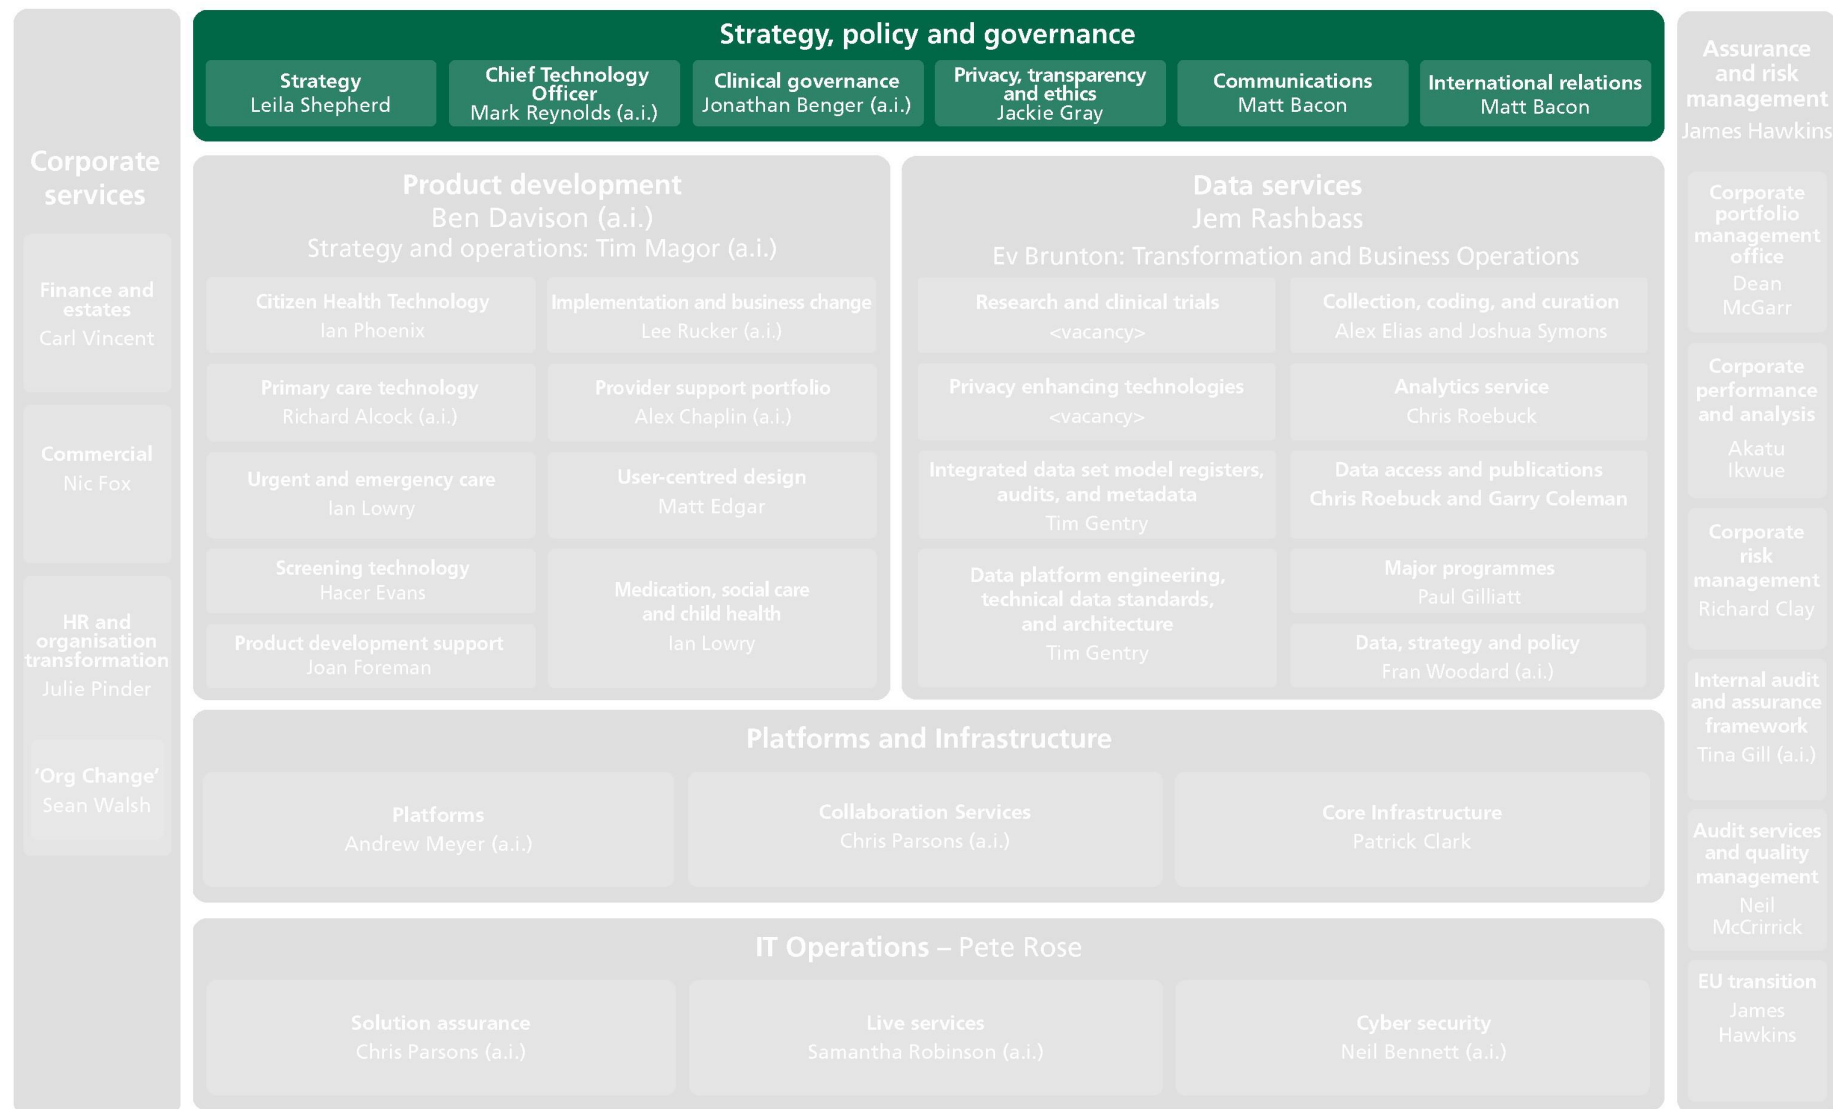 Strategy, policy and governance
Strategy
Leila Shepherd
Chief Technology
Officer
Mark Reynolds (a.i.)
Clinical governance
Jonathan Benger (a.i.)
Privacy, transparency
and ethics
Jackie Gray
Communications
Matt Bacon
International relations
Matt Bacon
Corporate
services
Finance and
estates
Carl Vincent
Commercial
Nic Fox
HR and
organisation
transformation
Julie Pinder
'Org Change'
Sean Walsh
Product development
Ben Davison (a.i.)
Strategy and operations: Tim Magor (a.i.)
Citizen Health Technology
Ian Phoenix
Implementation and business change
Lee Rucker (a.i.)
Primary care technology
Richard Alcock (a.i.)
Provider support portfolio
Alex Chaplin (a.i.)
Urgent and emergency care
Ian Lowry
User-centred design
Matt Edgar
Screening technology
Hacer Evans
Medication, social care
and child health
Ian Lowry
Product development support
Joan Foreman
Data services
Jem Rashbass
Ev Brunton: Transformation and Business Operations
Research and clinical trials
<vacancy>
Collection, coding, and curation
Alex Elias and Joshua Symons
Privacy enhancing technologies
<vacancy>
Analytics service
Chris Roebuck
Integrated data set model registers,
audits, and metadata
Tim Gentry
Data access and publications
Chris Roebuck and Garry Coleman
Data platform engineering,
technical data standards,
and architecture
Tim Gentry
Major programmes
Paul Gilliatt
Data, strategy and policy
Fran Woodard (a.i.)
Platforms and Infrastructure
Platforms
Andrew Meyer (a.i.)
Collaboration Services
Chris Parsons (a.i.)
Core Infrastructure
Patrick Clark
IT Operations – Pete Rose
Solution assurance
Chris Parsons (a.i.)
Live services
Samantha Robinson (a.i.)
Cyber security
Neil Bennett (a.i.)
Assurance
and risk
management
James Hawkins
Corporate
portfolio
management
office
Dean
McGarr
Corporate
performance
and analysis
Akatu
Ikwue
Corporate
risk
management
Richard Clay
Internal audit
and assurance
framework
Tina Gill (a.i.)
Audit services
and quality
management
Neil
McCrirrick
EU transition
James
Hawkins